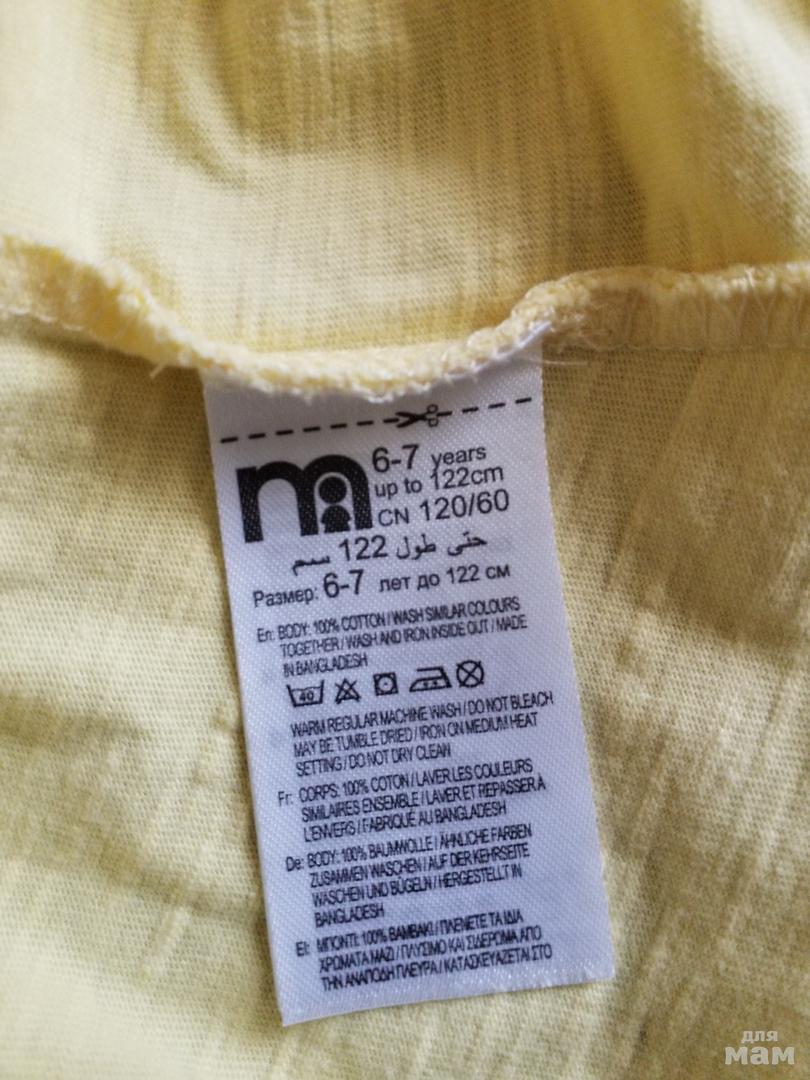 6-7 years
up to 122cm
CN 120/60
حتى طول 122 سم
Размер: 6-7 лет до 122 см
En: BODY: 100% COTTON / WASH SIMILAR COLOURS
TOGETHER / WASH AND IRON INSIDE OUT / MADE
IN BANGLADESH
40
WARM REGULAR MACHINE WASH / DO NOT BLEACH
MAY BE TUMBLE DRIED / IRON ON MEDIUM HEAT
SETTING / DO NOT DRY CLEAN
Fr: CORPS: 100% COTON / LAVER LES COULEURS
SIMILAIRES ENSEMBLE / LAVER ET REPASSER À
L'ENVERS / FABRIQUÉ AU BANGLADESH
De: BODY: 100% BAUMWOLLE / ÄHNLICHE FARBEN
ZUSAMMEN WASCHEN / AUF DER KEHRSEITE
WASCHEN UND BÜGELN / HERGESTELLT IN
BANGLADESH
El: ΜΠΟΝΤΙ: 100% ΒΑΜΒΑΚΙ / ΠΛΕΝΕΤΕ ΤΑ ΙΔΙΑ
ΧΡΩΜΑΤΑ ΜΑΖΙ / ΠΛΥΣΙΜΟ ΚΑΙ ΣΙΔΕΡΩΜΑ ΑΠΟ
ΤΗΝ ΑΝΑΠΟΔΗ ΠΛΕΥΡΑ / ΚΑΤΑΣΚΕΥΑΖΕΤΑΙ ΣΤΟ
для
мам